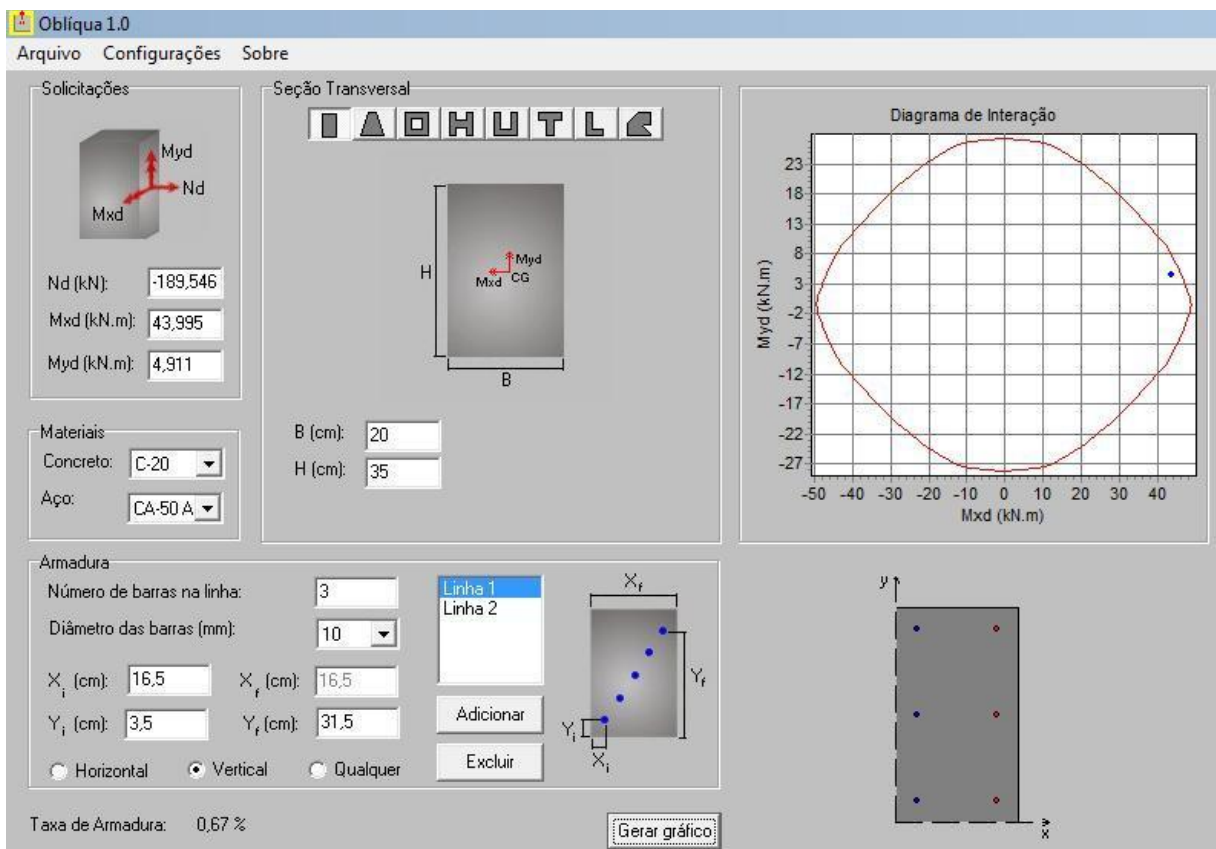 Oblíqua 1.0
Arquivo Configurações Sobre
Solicitações
Myd
Nd
Mxd
Nd (kN): -189,546
Mxd (kN.m): 43,995
Myd (kN.m): 4,911
Materiais
Concreto: C-20
Aço: CA-50 A
Seção Transversal
H
Myd
Mxd CG
B
B (cm): 20
H (cm): 35
Diagrama de Interação
Myd (kN.m)
23
18
13
8
3
-2
-7
-12
-17
-22
-27
-50 -40 -30 -20 -10 0 10 20 30 40
Mxd (kN.m)
Armadura
Número de barras na linha: 3
Diâmetro das barras (mm): 10
Xi (cm): 16,5 Xf (cm): 16,5
Yi (cm): 3,5 Yf (cm): 31,5
Horizontal Vertical Qualquer
Linha 1
Linha 2
Adicionar
Excluir
Xf
Yf
Yi
Xi
Taxa de Armadura: 0,67 %
Gerar gráfico
y
x